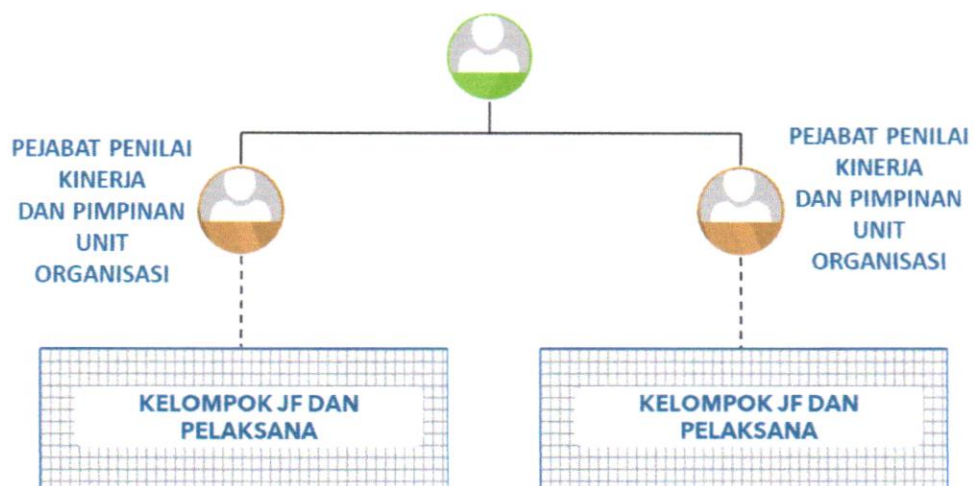 PEJABAT PENILAI
KINERJA
DAN PIMPINAN
UNIT
ORGANISASI
PEJABAT PENILAI
KINERJA
DAN PIMPINAN
UNIT
ORGANISASI
KELOMPOK JF DAN
PELAKSANA
KELOMPOK JF DAN
PELAKSANA